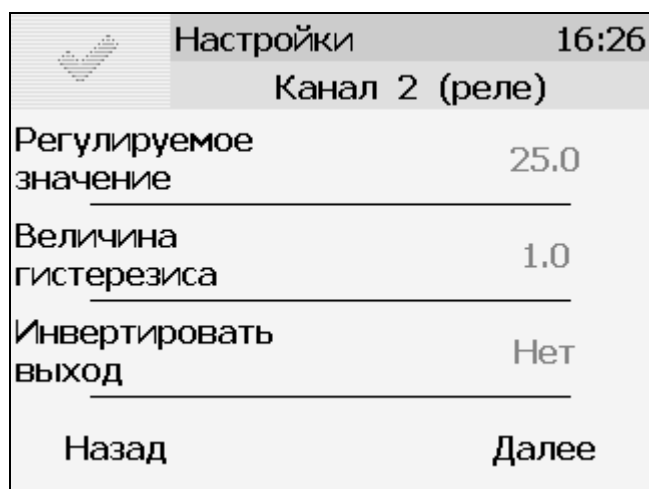 Настройки 16:26
Канал 2 (реле)
Регулируемое
значение
25.0
Величина
гистерезиса
1.0
Инвертировать
выход
Нет
Назад Далее